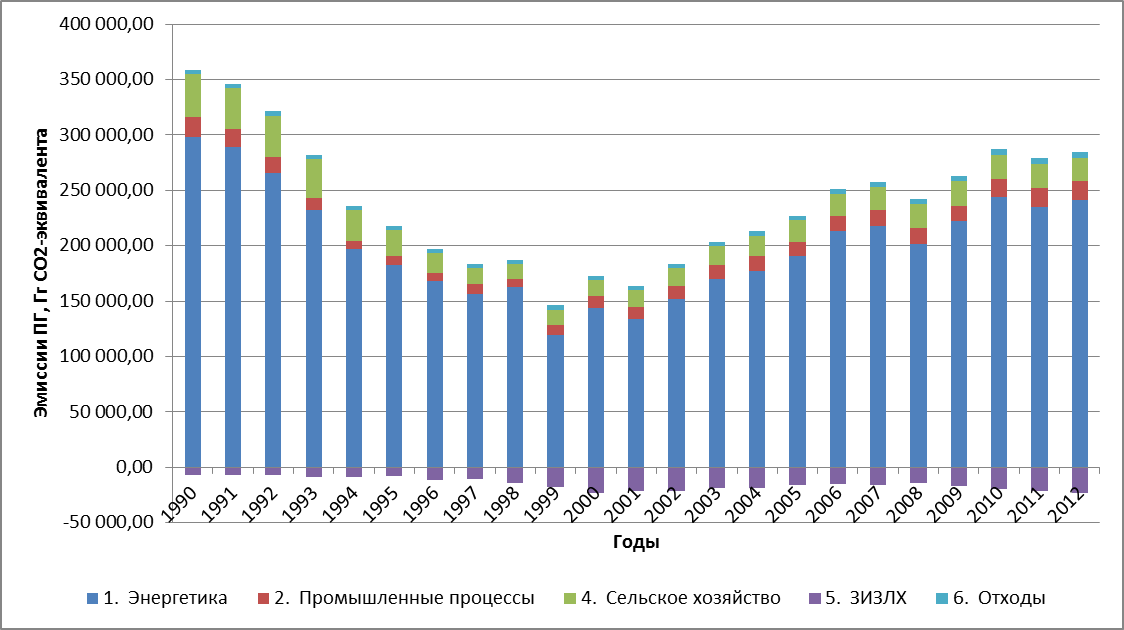 400 000,00
350 000,00
300 000,00
250 000,00
200 000,00
150 000,00
100 000,00
50 000,00
0,00
-50 000,00
Эмиссии ПГ, Гг СО2-эквивалента
1990 1991 1992 1993 1994 1995 1996 1997 1998 1999 2000 2001 2002 2003 2004 2005 2006 2007 2008 2009 2010 2011 2012
Годы
1. Энергетика 2. Промышленные процессы 4. Сельское хозяйство 5. ЗИЗЛХ 6. Отходы